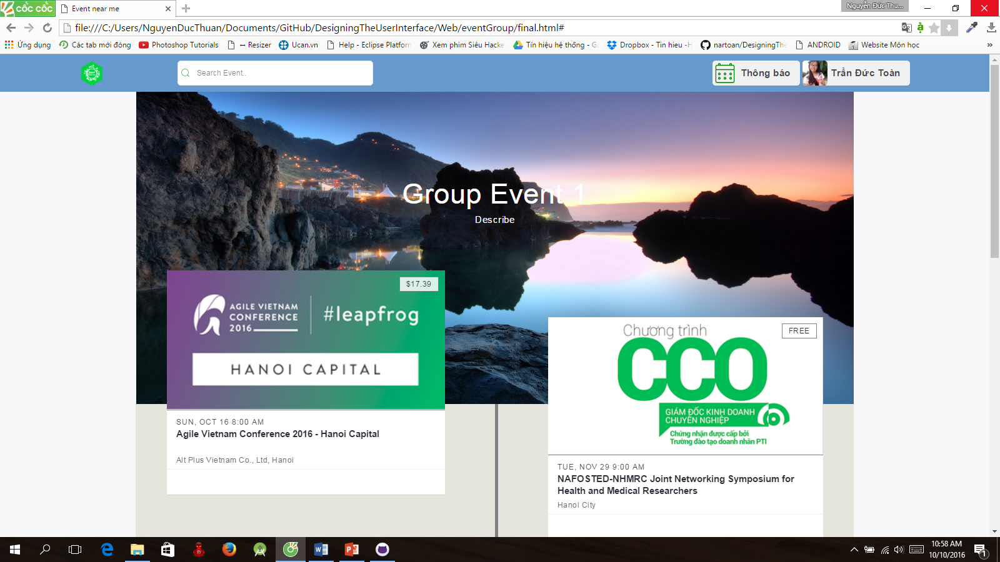 cốc cốc
Event near me
Nguyễn Đức Thu...
file:///C:/Users/NguyenDucThuan/Documents/GitHub/DesigningTheUserInterface/Web/eventGroup/final.html#
Ứng dụng
Các tab mới đóng
Photoshop Tutorials
↔ Resizer
Ucan.vn
Help - Eclipse Platform
Xem phim Siêu Hacke
Tín hiệu hệ thống - Go
Dropbox - Tin hieu -H
nartoan/DesigningThe
ANDROID
Website Môn học
»
Search Event..
Thông báo
Trần Đức Toàn
Group Event 1
Describe
$17.39
AGILE VIETNAM
CONFERENCE
2016
#leapfrog
HANOI CAPITAL
SUN, OCT 16 8:00 AM
Agile Vietnam Conference 2016 - Hanoi Capital
Alt Plus Vietnam Co., Ltd, Hanoi
Chương trình
FREE
CCO
GIÁM ĐỐC KINH DOANH
CHUYÊN NGHIỆP
Chứng nhận được cấp bởi
Trường đào tạo doanh nhân PTI
TUE, NOV 29 9:00 AM
NAFOSTED-NHMRC Joint Networking Symposium for
Health and Medical Researchers
Hanoi City
10:58 AM
10/10/2016
1